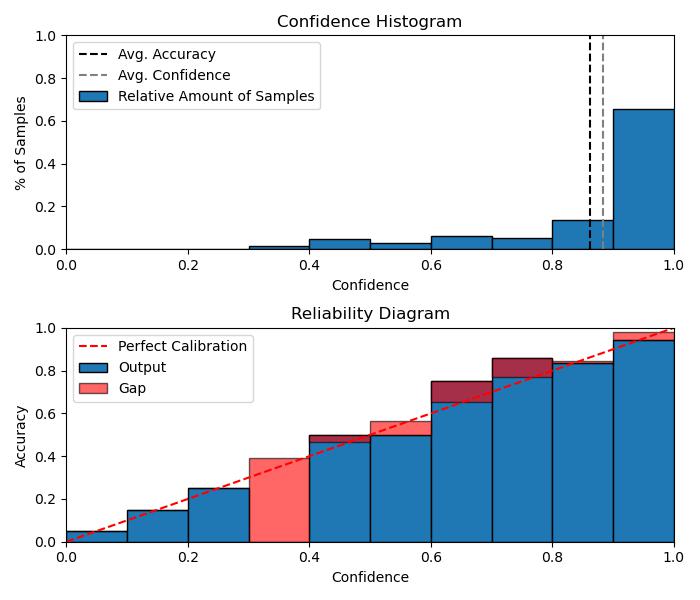 Confidence Histogram
1.0
0.8
0.6
0.4
0.2
0.0
% of Samples
Avg. Accuracy
Avg. Confidence
Relative Amount of Samples
0.0 0.2 0.4 0.6 0.8 1.0
Confidence
Reliability Diagram
1.0
0.8
0.6
0.4
0.2
0.0
Accuracy
Perfect Calibration
Output
Gap
0.0 0.2 0.4 0.6 0.8 1.0
Confidence